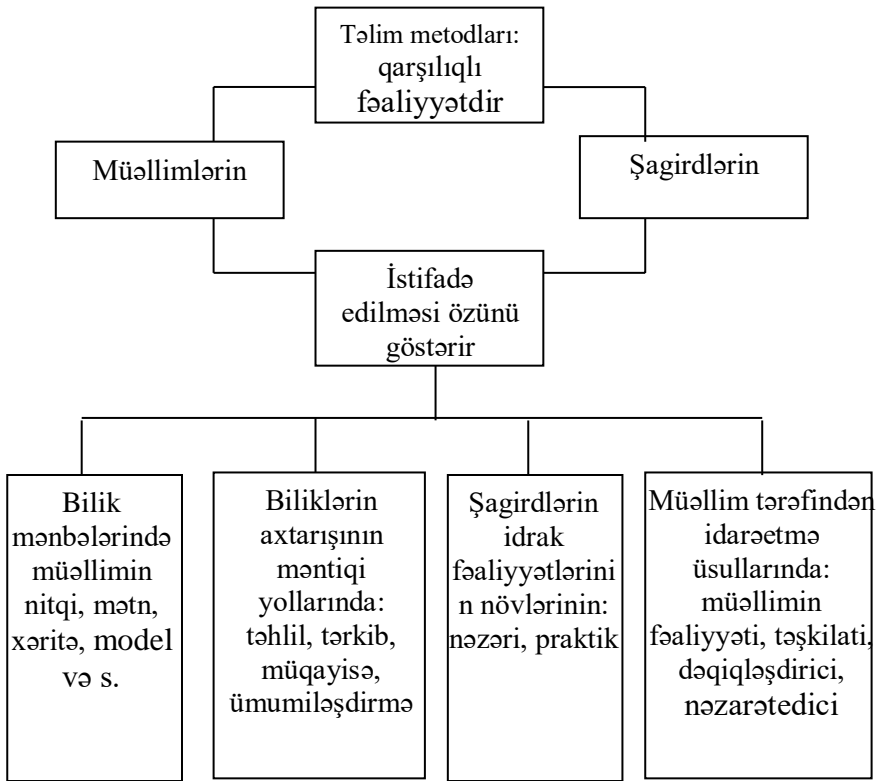 Təlim metodları:
qarşılıqlı
fəaliyyətdir
Müəllimlərin
Şagirdlərin
İstifadə
edilməsi özünü
göstərir
Bilik
mənbələrində
müəllimin
nitqi, mətn,
xəritə, model
və s.
Biliklərin
axtarışının
məntiqi
yollarında:
təhlil, tərkib,
müqayisə,
ümumiləşdirmə
Şagirdlərin
idrak
fəaliyyətlərini
n növlərinin:
nəzəri, praktik
Müəllim tərəfindən
idarəetmə
üsullarında:
müəllimin
fəaliyyəti, təşkilati,
dəqiqləşdirici,
nəzarətedici